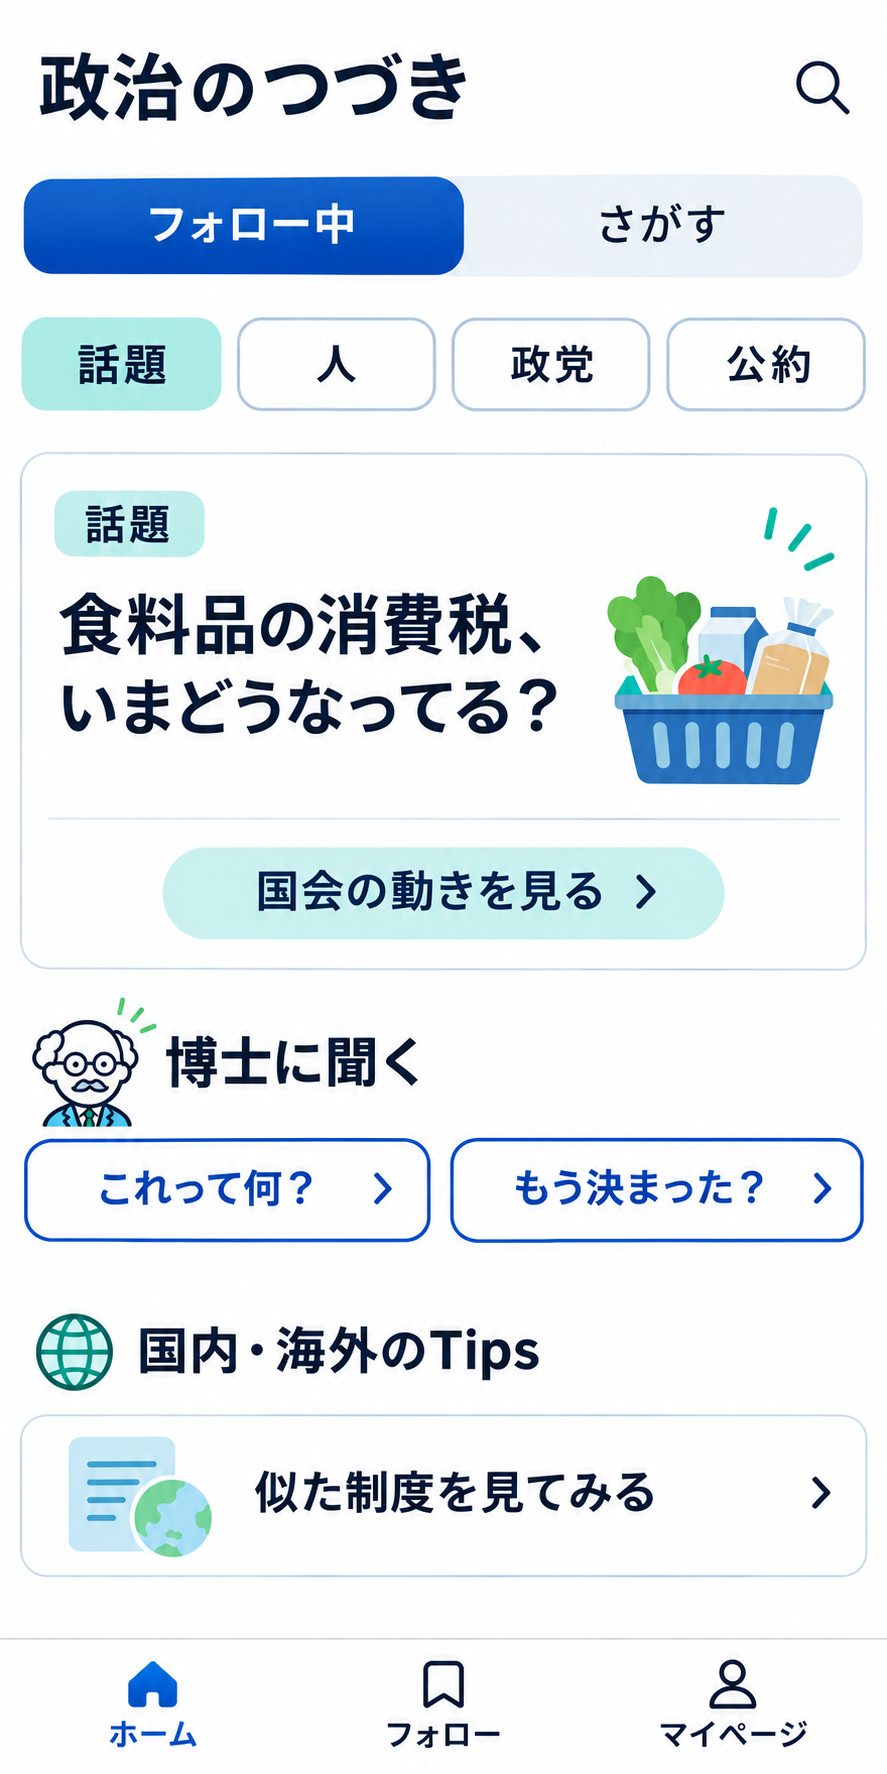 政治のつづき
フォロー中
さがす
話題
人
政党
公約
話題
食料品の消費税、
いまどうなってる？
国会の動きを見る
博士に聞く
これって何？
もう決まった？
国内・海外のTips
似た制度を見てみる
ホーム
フォロー
マイページ